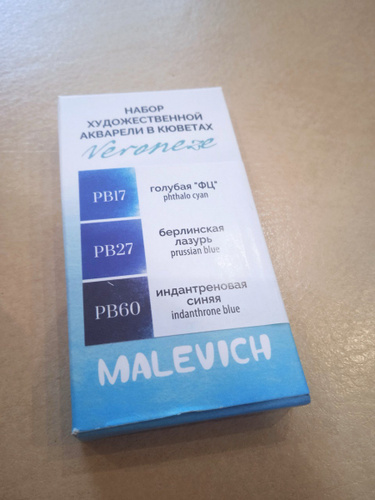 НАБОР
ХУДОЖЕСТВЕННОЙ
АКВАРЕЛИ В КЮВЕТАХ
Veroneze
PB17
голубая "ФЦ"
phthalo cyan
PB27
берлинская
лазурь
prussian blue
PB60
индантреновая
синяя
indanthrone blue
MALEVICH